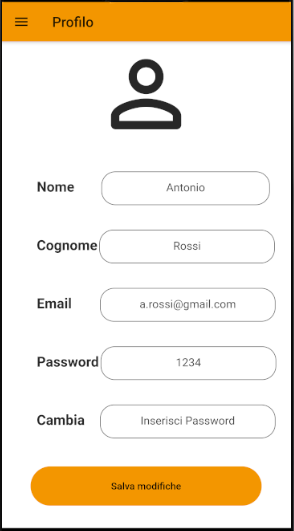 Profilo
Nome Antonio
Cognome Rossi
Email a.rossi@gmail.com
Password 1234
Cambia Inserisci Password
Salva modifiche